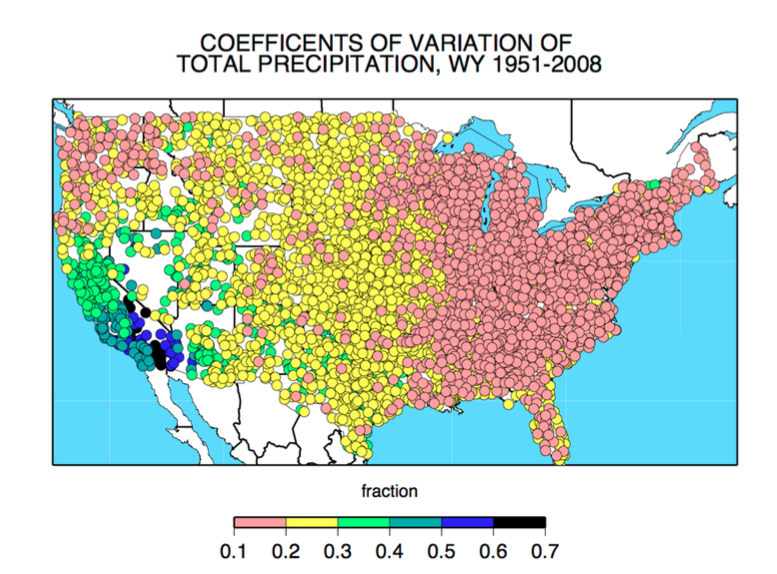 COEFFICENTS OF VARIATION OF
TOTAL PRECIPITATION, WY 1951-2008
fraction
0.1 0.2 0.3 0.4 0.5 0.6 0.7